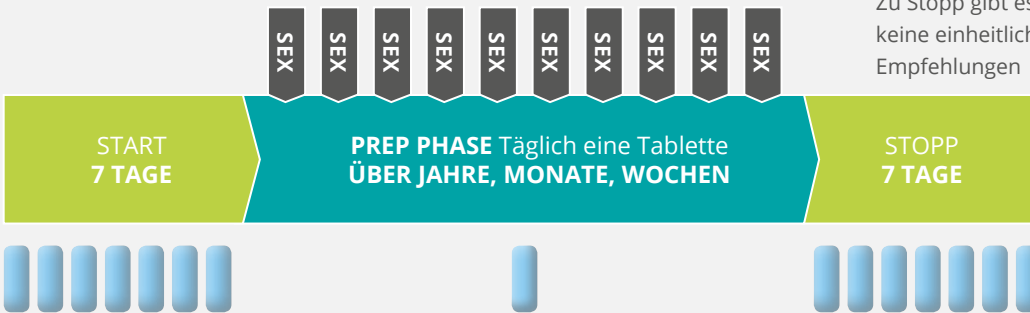 Zu Stopp gibt es
keine einheitlich
Empfehlungen
SEX SEX SEX SEX SEX SEX SEX SEX SEX SEX
START
7 TAGE
PREP PHASE Täglich eine Tablette
ÜBER JAHRE, MONATE, WOCHEN
STOPP
7 TAGE